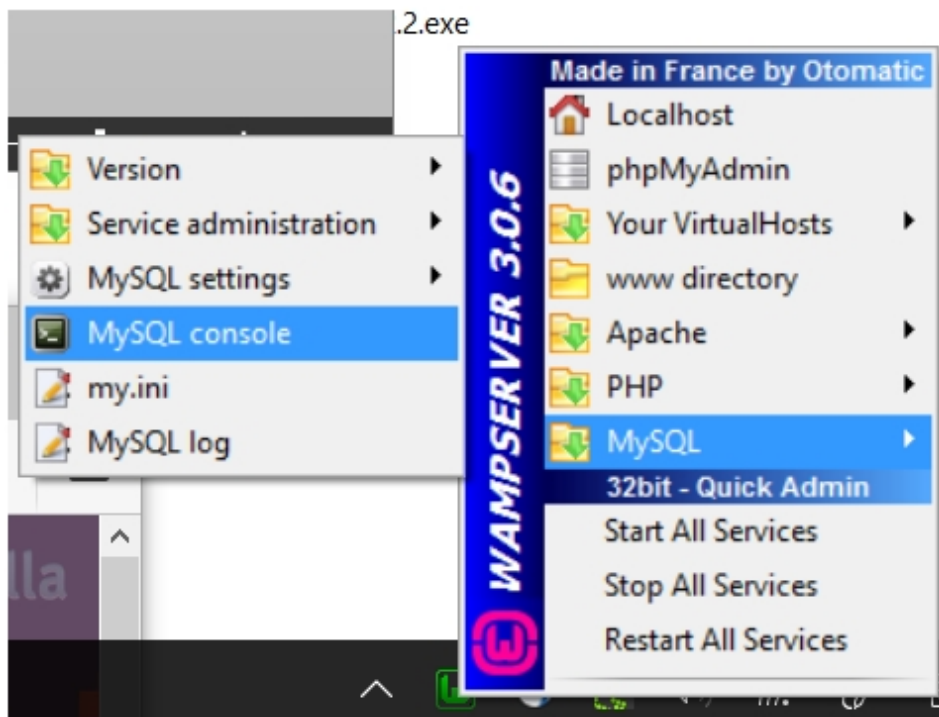 .2.exe
Version
Service administration
MySQL settings
MySQL console
my.ini
MySQL log
lla
WAMPSERVER 3.0.6
Made in France by Otomatic
Localhost
phpMyAdmin
Your VirtualHosts
www directory
Apache
PHP
MySQL
32bit - Quick Admin
Start All Services
Stop All Services
Restart All Services